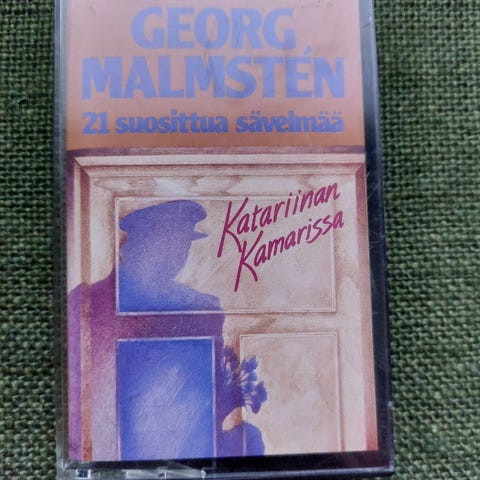 GEORG
MALMSTÉN
21 suosittua sävelmää
Katariinan
Kamarissa